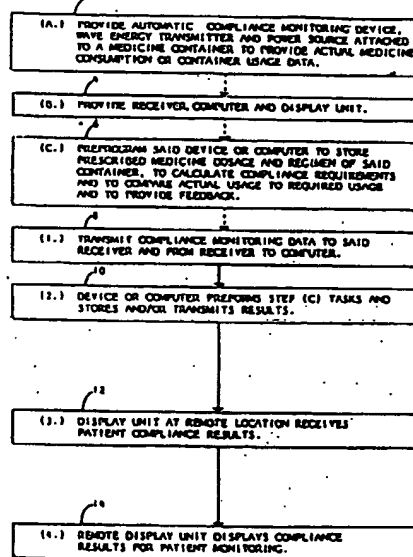 (A.) PROVIDE AUTOMATIC COMPLIANCE MONITORING DEVICE,
WAVE ENERGY TRANSMITTER AND POWER SOURCE ATTACHED
TO A MEDICINE CONTAINER TO PROVIDE ACTUAL MEDICINE
CONSUMPTION OR CONTAINER USAGE DATA.
(B.) PROVIDE RECEIVER, COMPUTER AND DISPLAY UNIT.
(C.) PREPROGRAM SAID DEVICE OR COMPUTER TO STORE
PRESCRIBED MEDICINE DOSAGE AND REGIMEN OF SAID
CONTAINER, TO CALCULATE COMPLIANCE REQUIREMENTS
AND TO COMPARE ACTUAL USAGE TO REQUIRED USAGE
AND TO PROVIDE FEEDBACK.
8
(1.) TRANSMIT COMPLIANCE MONITORING DATA TO SAID
RECEIVER AND FROM RECEIVER TO COMPUTER.
10
(2.) DEVICE OR COMPUTER PREFORMS STEP (C) TASKS AND
STORES AND/OR TRANSMITS RESULTS.
12
(3.) DISPLAY UNIT AT REMOTE LOCATION RECEIVES
PATIENT COMPLIANCE RESULTS.
14
(4.) REMOTE DISPLAY UNIT DISPLAYS COMPLIANCE
RESULTS FOR PATIENT MONITORING.